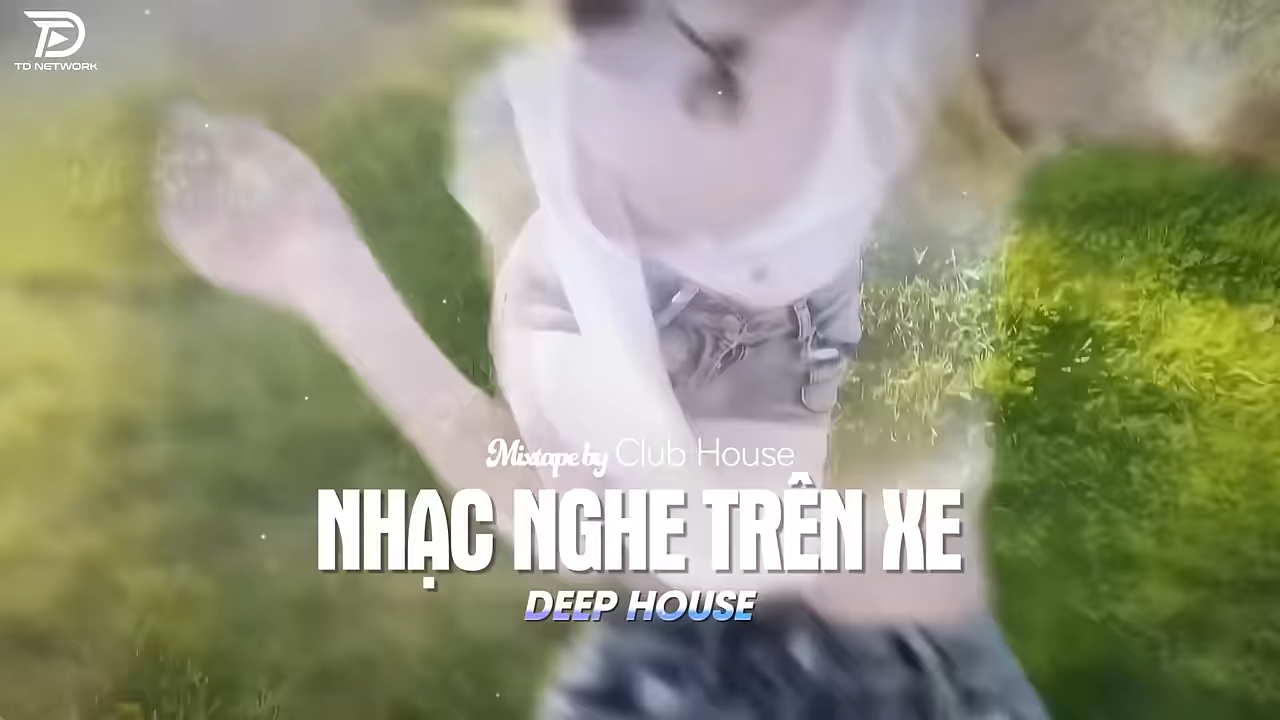 TD NETWORK
Mixtape by Club House
NHẠC NGHE TRÊN XE
DEEP HOUSE